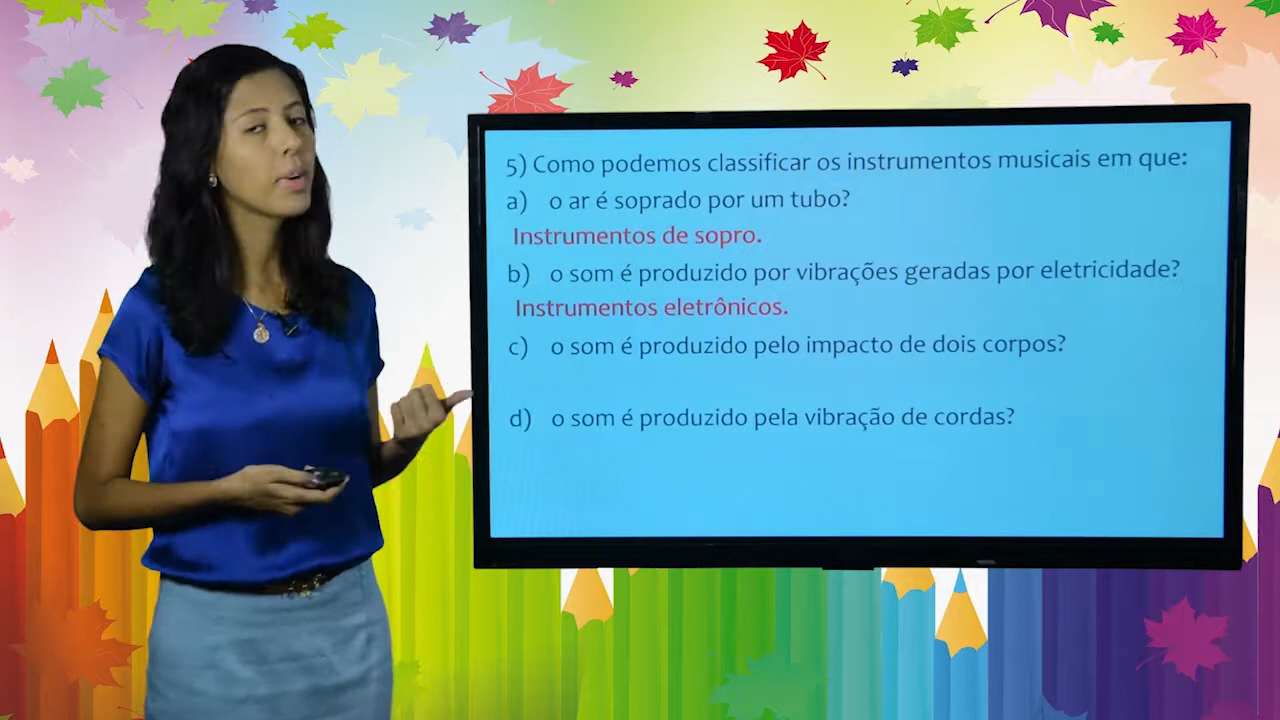 5) Como podemos classificar os instrumentos musicais em que:
a) o ar é soprado por um tubo?
Instrumentos de sopro.
b) o som é produzido por vibrações geradas por eletricidade?
Instrumentos eletrônicos.
c) o som é produzido pelo impacto de dois corpos?
d) o som é produzido pela vibração de cordas?